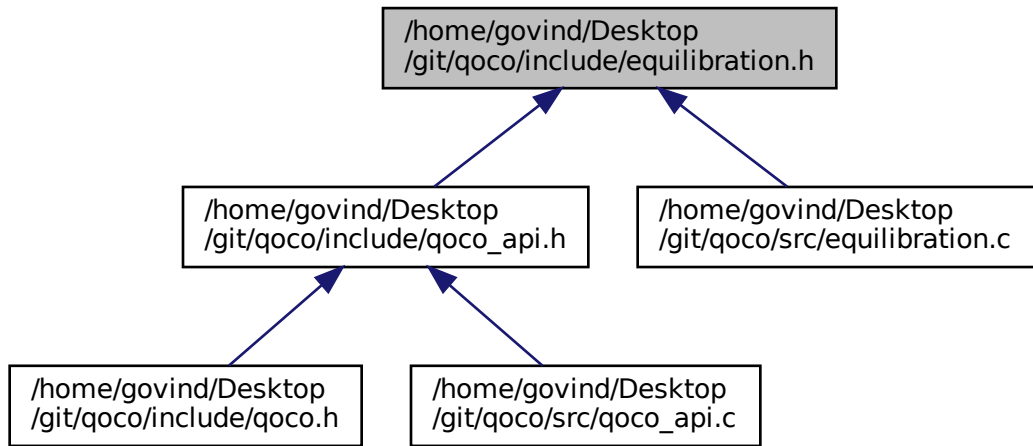 /home/govind/Desktop
/git/qoco/include/equilibration.h
/home/govind/Desktop
/git/qoco/include/qoco_api.h
/home/govind/Desktop
/git/qoco/src/equilibration.c
/home/govind/Desktop
/git/qoco/include/qoco.h
/home/govind/Desktop
/git/qoco/src/qoco_api.c